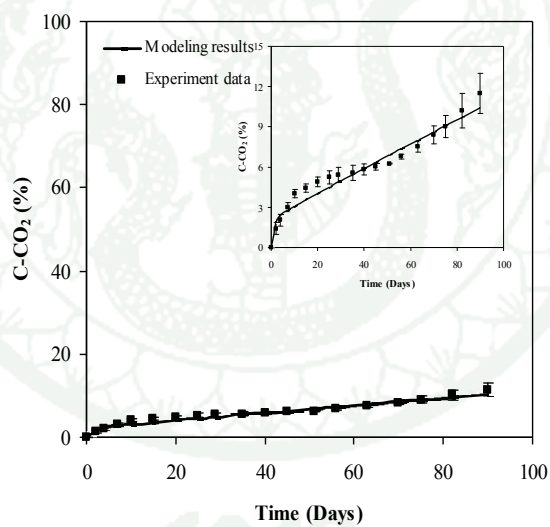 100
80
60
40
20
0
C-CO₂ (%)
Modeling results
Experiment data
15
12
9
6
3
0
C-CO₂ (%)
0 20 40 60 80 100
Time (Days)
0 20 40 60 80 100
Time (Days)